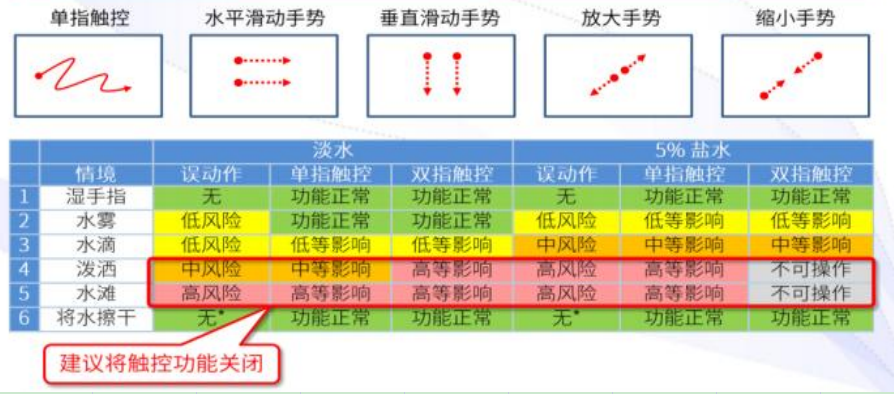 单指触控 水平滑动手势 垂直滑动手势 放大手势 缩小手势
淡水 5% 盐水
情境 误动作 单指触控 双指触控 误动作 单指触控 双指触控
1 湿手指 无 功能正常 功能正常 无 功能正常 功能正常
2 水雾 低风险 功能正常 功能正常 低风险 低等影响 低等影响
3 水滴 低风险 低等影响 低等影响 中风险 中等影响 中等影响
4 泼洒 中风险 中等影响 高等影响 高风险 高等影响 不可操作
5 水滩 高风险 高等影响 高等影响 高风险 高等影响 不可操作
6 将水擦干 无* 功能正常 功能正常 无* 功能正常 功能正常
建议将触控功能关闭